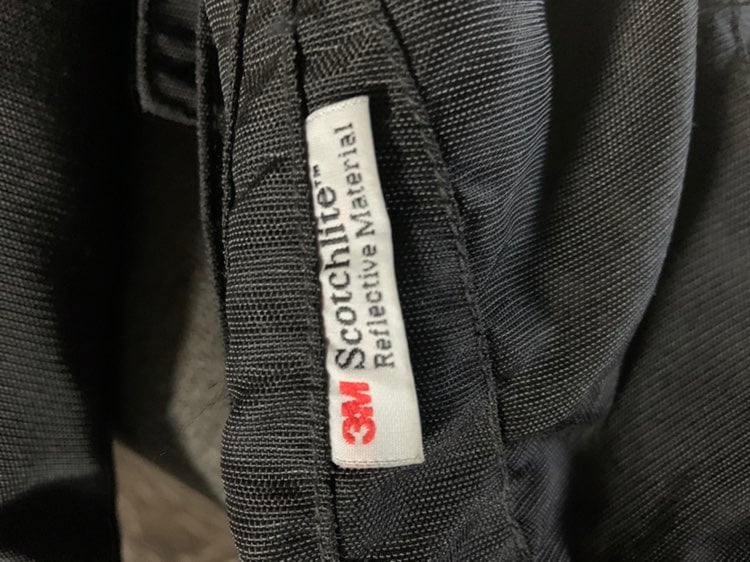 3M Scotchlite™
Reflective Material